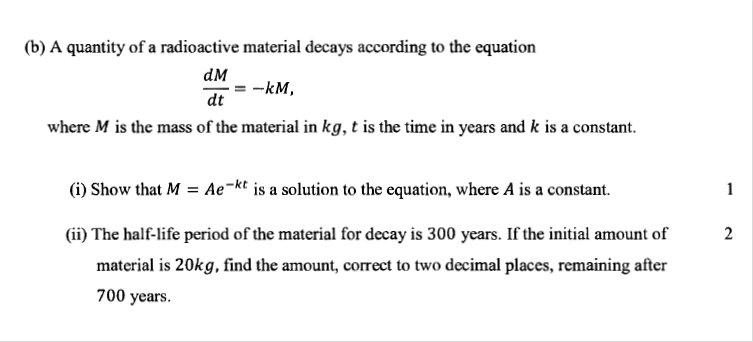 (b) A quantity of a radioactive material decays according to the equation
dM/dt = −kM,
where M is the mass of the material in kg, t is the time in years and k is a constant.
(i) Show that M = Ae^−kt is a solution to the equation, where A is a constant. 1
(ii) The half-life period of the material for decay is 300 years. If the initial amount of 2
material is 20kg, find the amount, correct to two decimal places, remaining after
700 years.